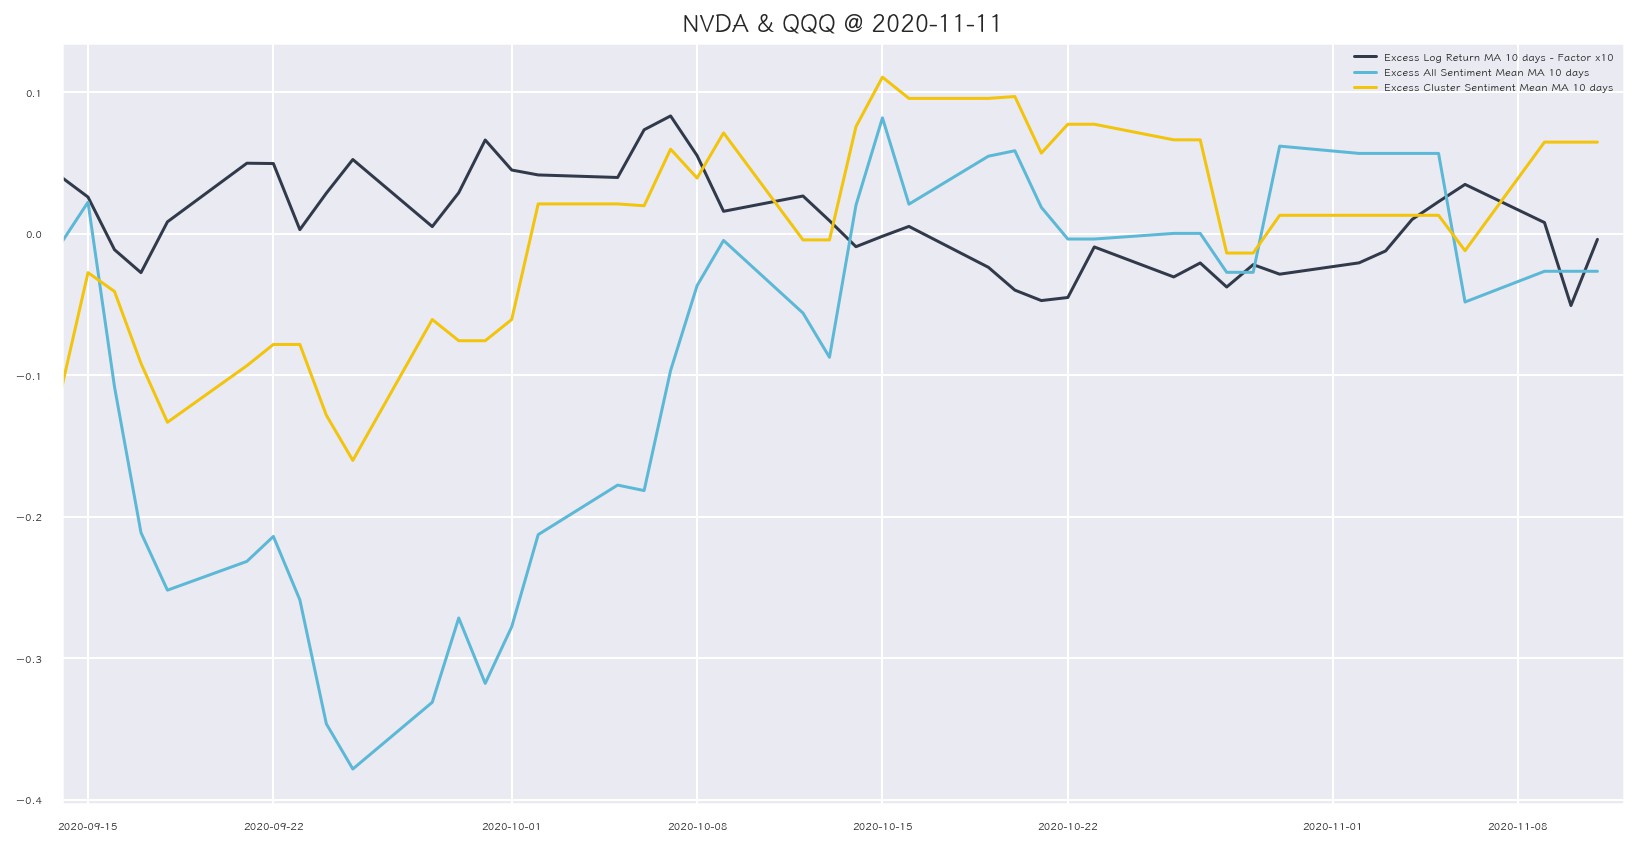 NVDA & QQQ @ 2020-11-11
Excess Log Return MA 10 days - Factor x10
Excess All Sentiment Mean MA 10 days
Excess Cluster Sentiment Mean MA 10 days
0.1
0.0
−0.1
−0.2
−0.3
−0.4
2020-09-15 2020-09-22 2020-10-01 2020-10-08 2020-10-15 2020-10-22 2020-11-01 2020-11-08